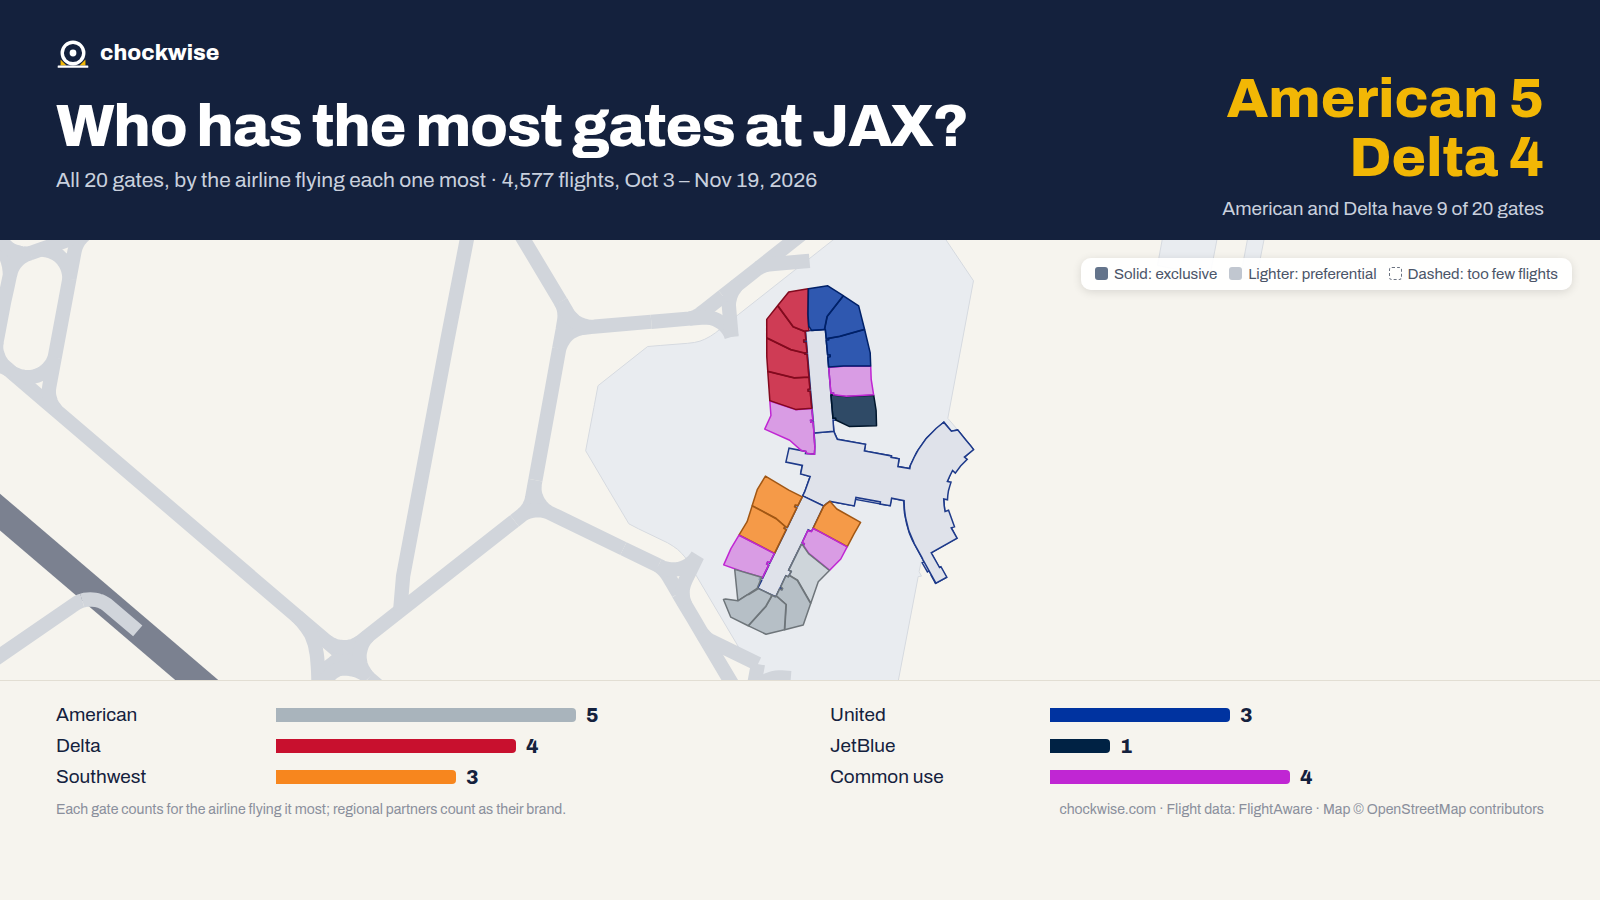 chockwise
Who has the most gates at JAX?
All 20 gates, by the airline flying each one most · 4,577 flights, Oct 3 – Nov 19, 2026
American 5
Delta 4
American and Delta have 9 of 20 gates
Solid: exclusive
Lighter: preferential
Dashed: too few flights
American 5
Delta 4
Southwest 3
United 3
JetBlue 1
Common use 4
Each gate counts for the airline flying it most; regional partners count as their brand.
chockwise.com · Flight data: FlightAware · Map © OpenStreetMap contributors